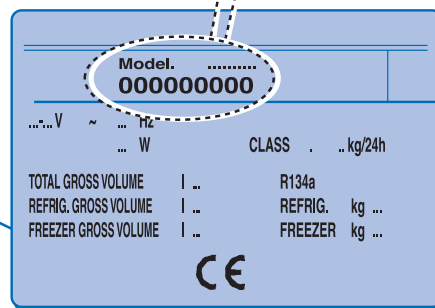 Model. ..........
000000000
...-... V ~ ... Hz
... W CLASS . .. kg/24h
TOTAL GROSS VOLUME l ... R134a
REFRIG. GROSS VOLUME l ... REFRIG. kg ...
FREEZER GROSS VOLUME l ... FREEZER kg ...
CE